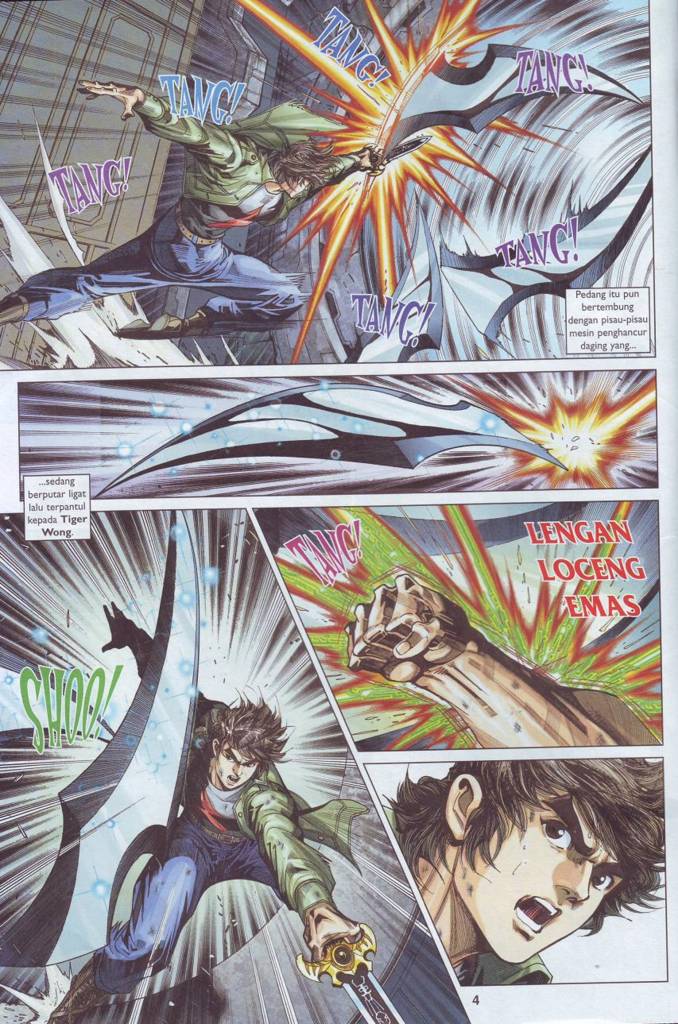 TANG!
TANG!
TANG!
TANG!
TANG!
TANG!
TANG!
Pedang itu pun
bertembung
dengan pisau-pisau
mesin penghancur
daging yang...
...sedang
berputar ligat
lalu terpantul
kepada Tiger
Wong.
TANG!
LENGAN
LOCENG
EMAS
SHOO!
4